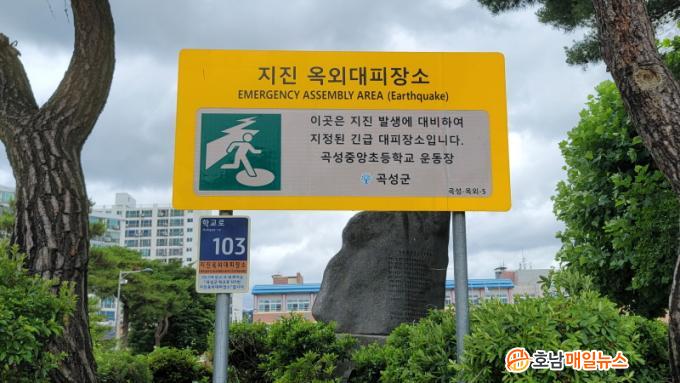 지진 옥외대피장소
EMERGENCY ASSEMBLY AREA (Earthquake)
이곳은 지진 발생에 대비하여
지정된 긴급 대피장소입니다.
곡성중앙초등학교 운동장
곡성군
곡성-옥외-5
학교로
103
지진옥외대피장소
호남매일뉴스